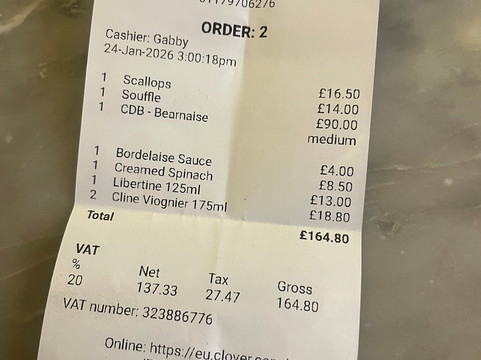 01179706276
ORDER: 2
Cashier: Gabby
24-Jan-2026 3:00:18pm
1 Scallops £16.50
1 Souffle £14.00
1 CDB - Bearnaise £90.00
medium
1 Bordelaise Sauce £4.00
1 Creamed Spinach £8.50
1 Libertine 125ml £13.00
2 Cline Viognier 175ml £18.80
Total £164.80
VAT
% Net Tax Gross
20 137.33 27.47 164.80
VAT number: 323886776
Online: https://eu.clover.com